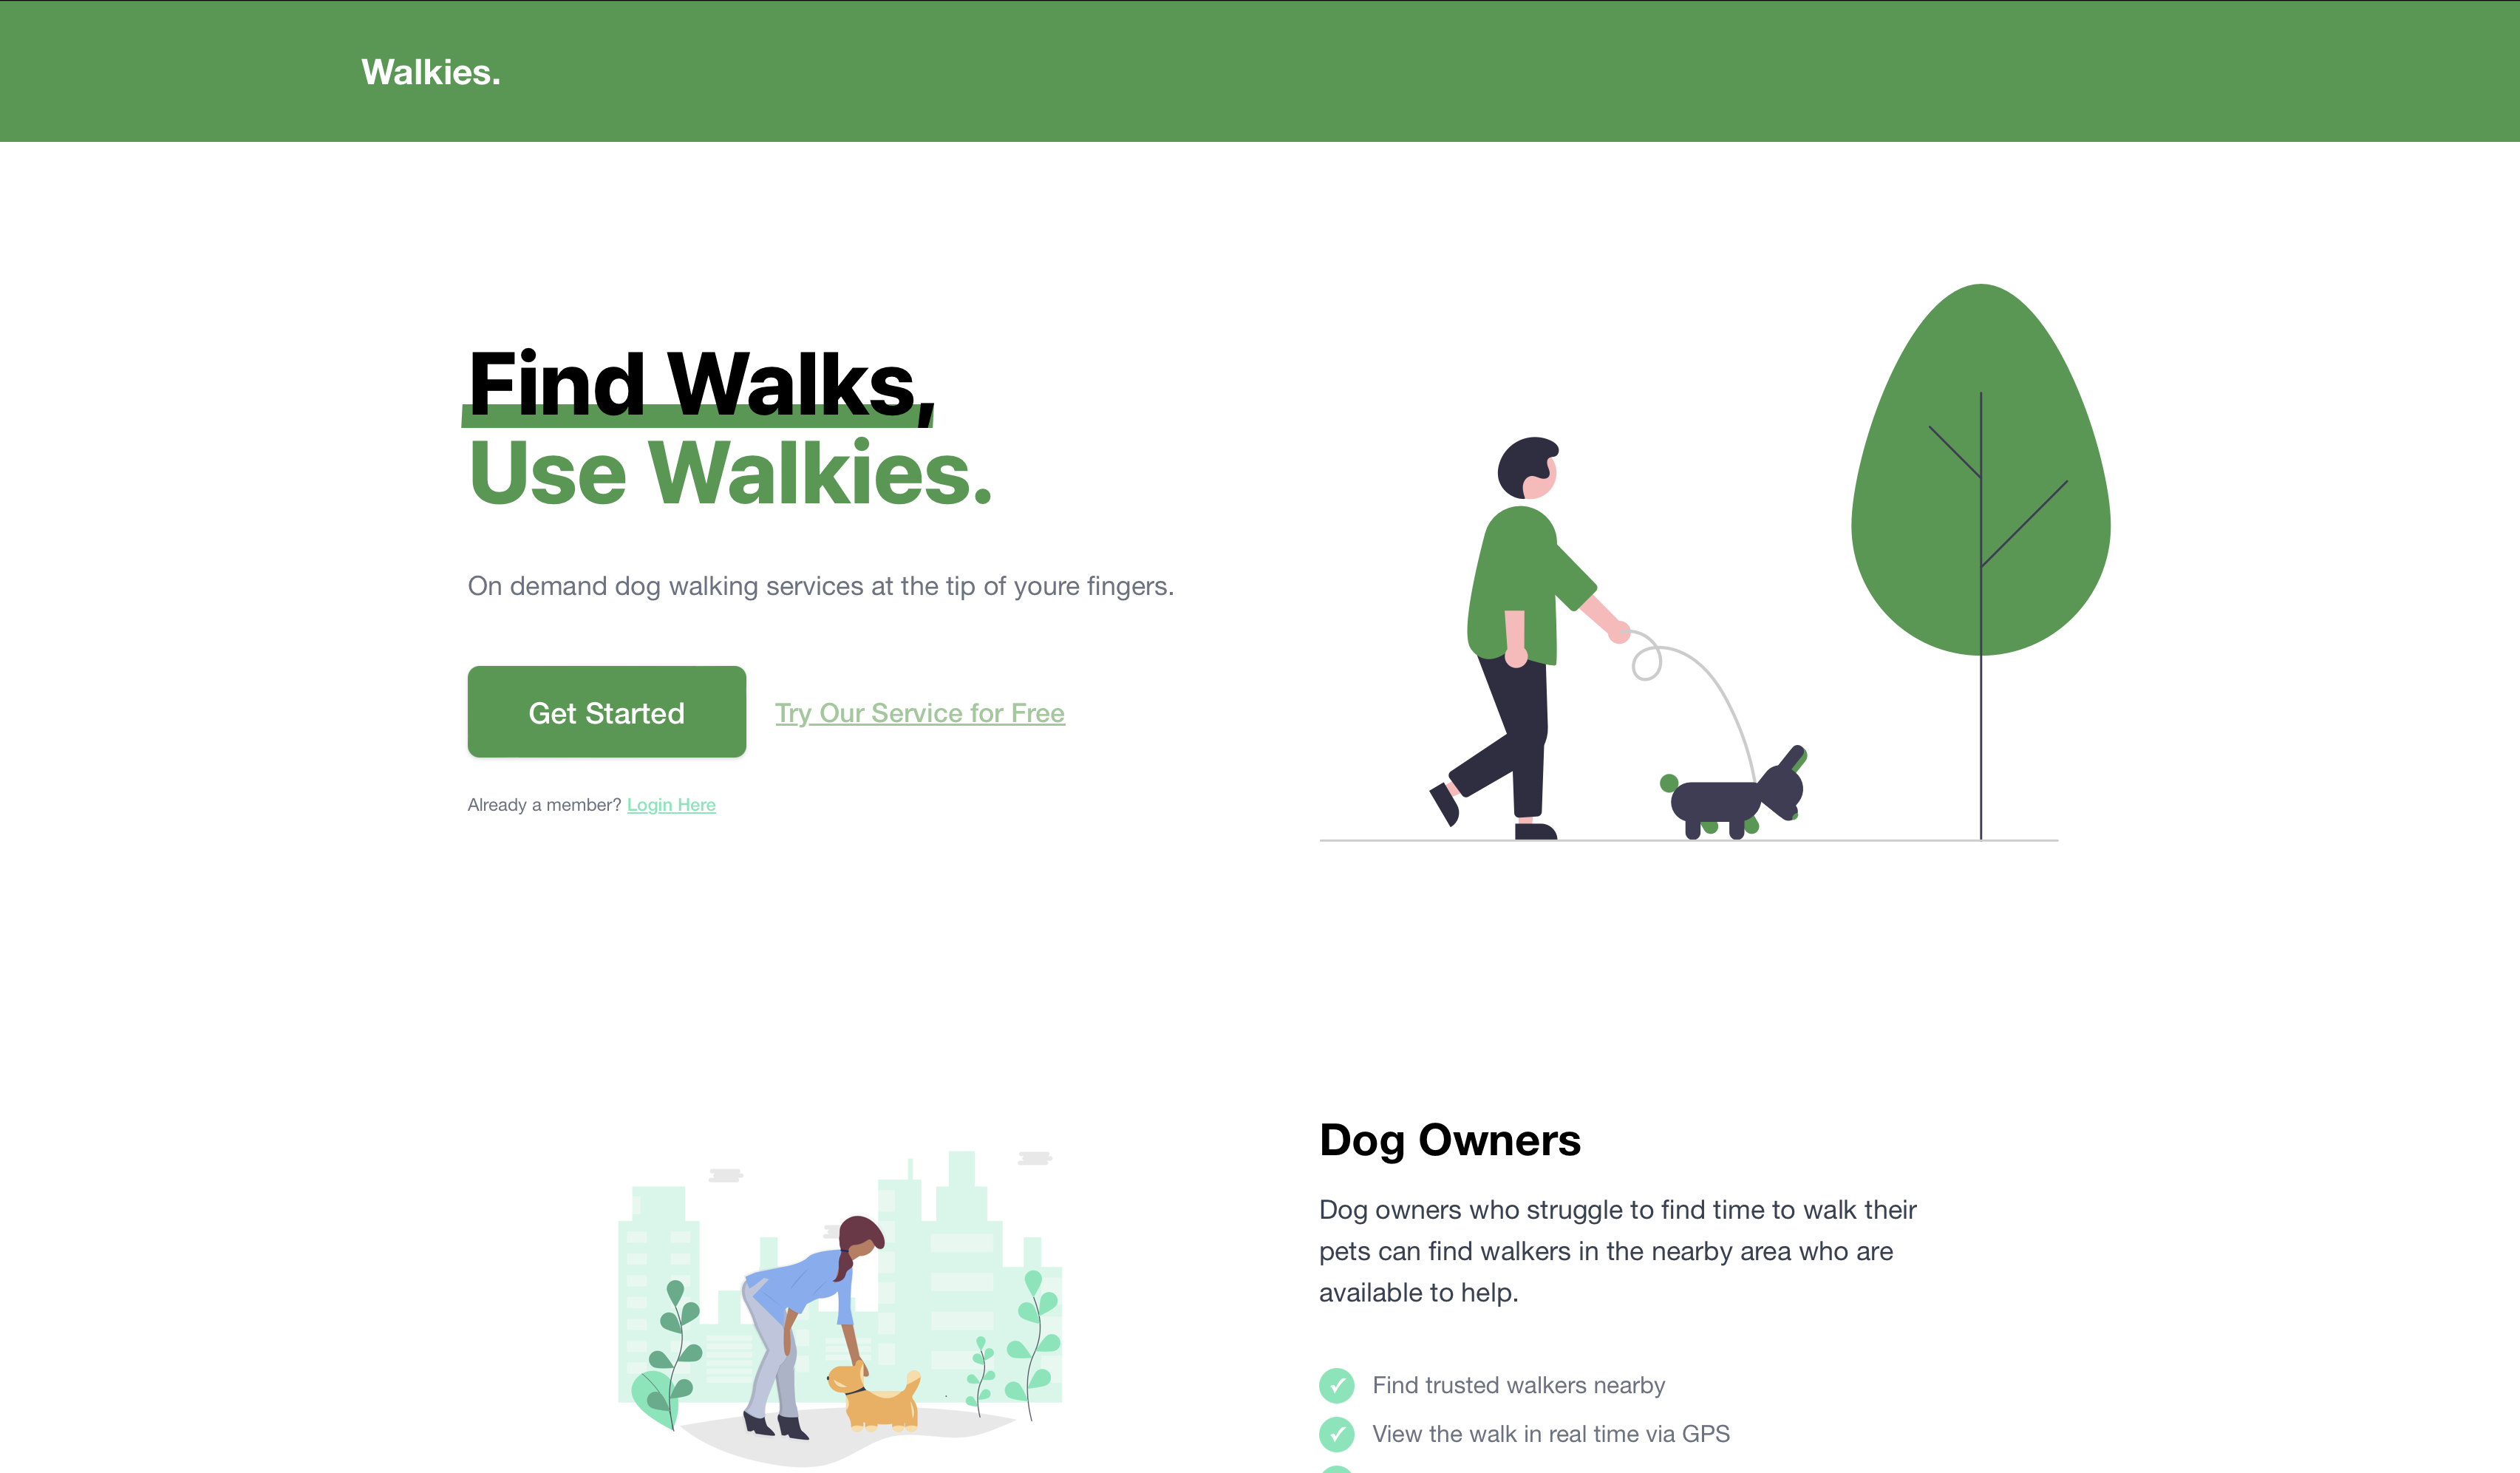 Walkies.
Find Walks,
Use Walkies.
On demand dog walking services at the tip of youre fingers.
Get Started
Try Our Service for Free
Already a member? Login Here
Dog Owners
Dog owners who struggle to find time to walk their
pets can find walkers in the nearby area who are
available to help.
Find trusted walkers nearby
View the walk in real time via GPS